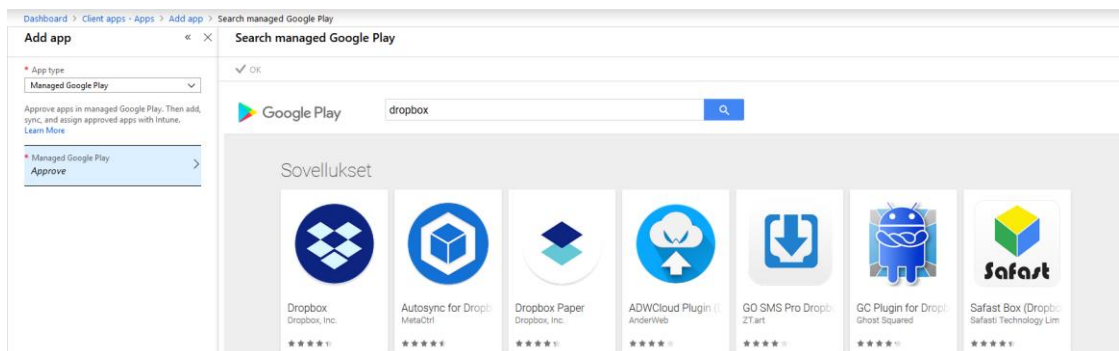 Dashboard > Client apps - Apps > Add app > Search managed Google Play
Add app
Search managed Google Play
* App type
Managed Google Play
Approve apps in managed Google Play. Then add,
sync, and assign approved apps with Intune.
Learn More
* Managed Google Play
Approve
OK
Google Play
dropbox
Sovellukset
Safast
Dropbox
Dropbox, Inc.
Autosync for Dropb
MetaCtrl
Dropbox Paper
Dropbox, Inc.
ADWCloud Plugin (
AnderWeb
GO SMS Pro Dropb
ZT.art
GC Plugin for Dropb
Ghost Squared
Safast Box (Dropbo
Safasti Technology Lim